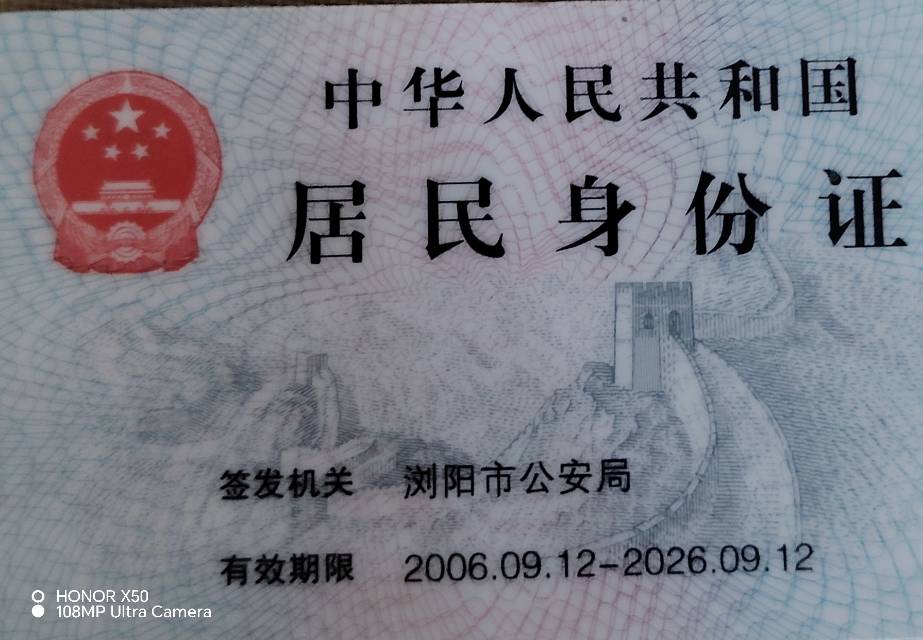 中华人民共和国
居民身份证
签发机关 浏阳市公安局
有效期限 2006.09.12-2026.09.12
HONOR X50
108MP Ultra Camera